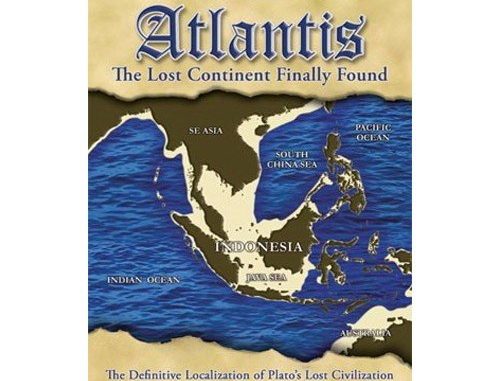 Atlantis
The Lost Continent Finally Found
SE ASIA
PACIFIC
OCEAN
SOUTH
CHINA SEA
INDONESIA
INDIAN OCEAN
JAVA SEA
AUSTRALIA
The Definitive Localization of Plato's Lost Civilization